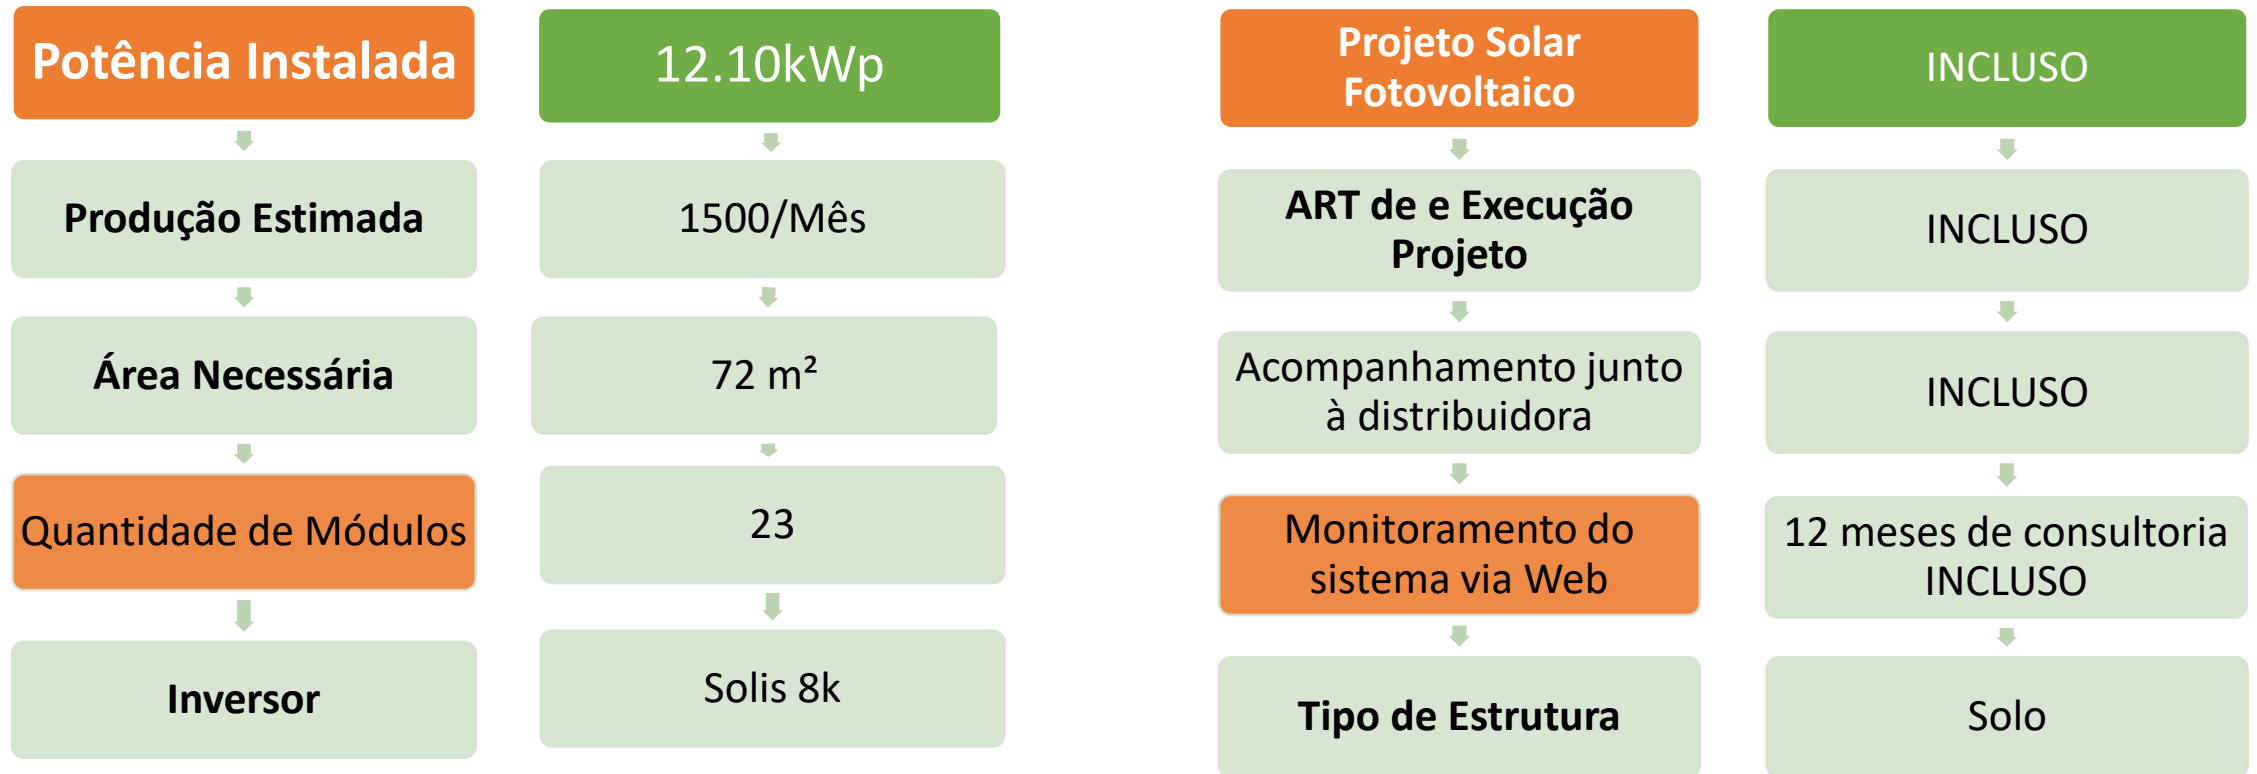 Potência Instalada
12.10kWp
Produção Estimada
1500/Mês
Área Necessária
72 m²
Quantidade de Módulos
23
Inversor
Solis 8k
Projeto Solar
Fotovoltaico
INCLUSO
ART de e Execução
Projeto
INCLUSO
Acompanhamento junto
à distribuidora
INCLUSO
Monitoramento do
sistema via Web
12 meses de consultoria
INCLUSO
Tipo de Estrutura
Solo